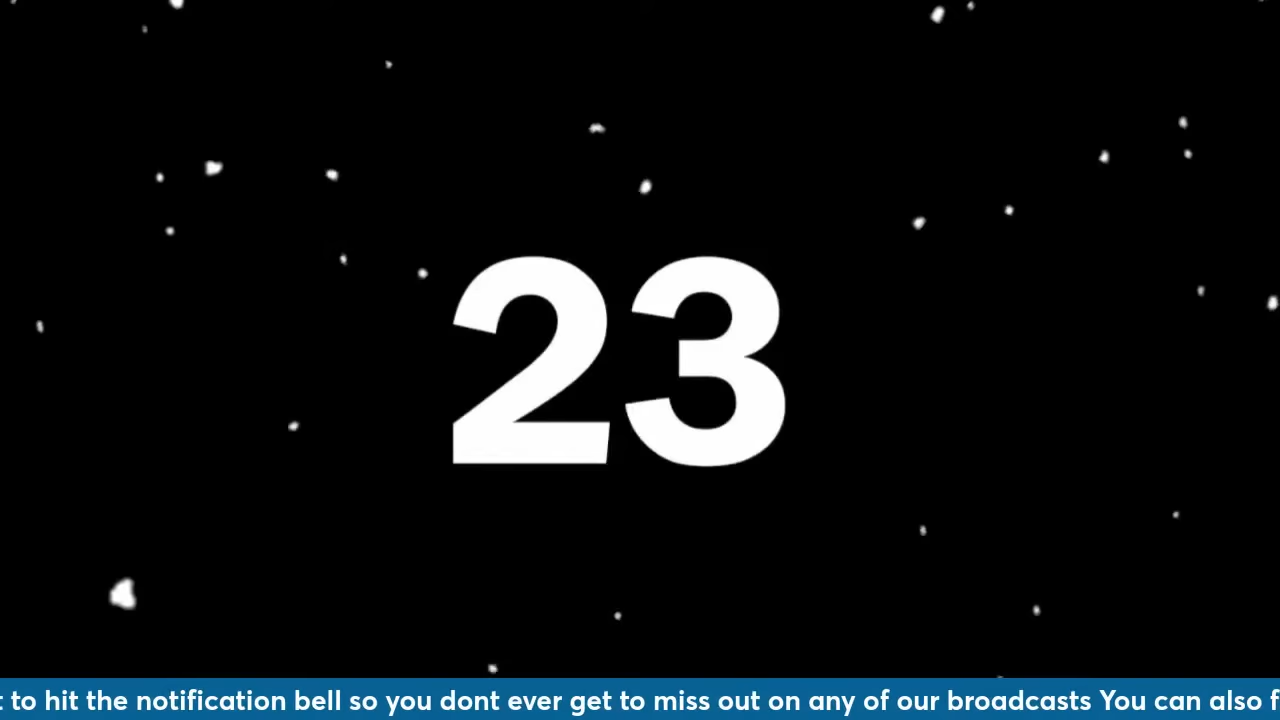 23
to hit the notification bell so you dont ever get to miss out on any of our broadcasts You can also